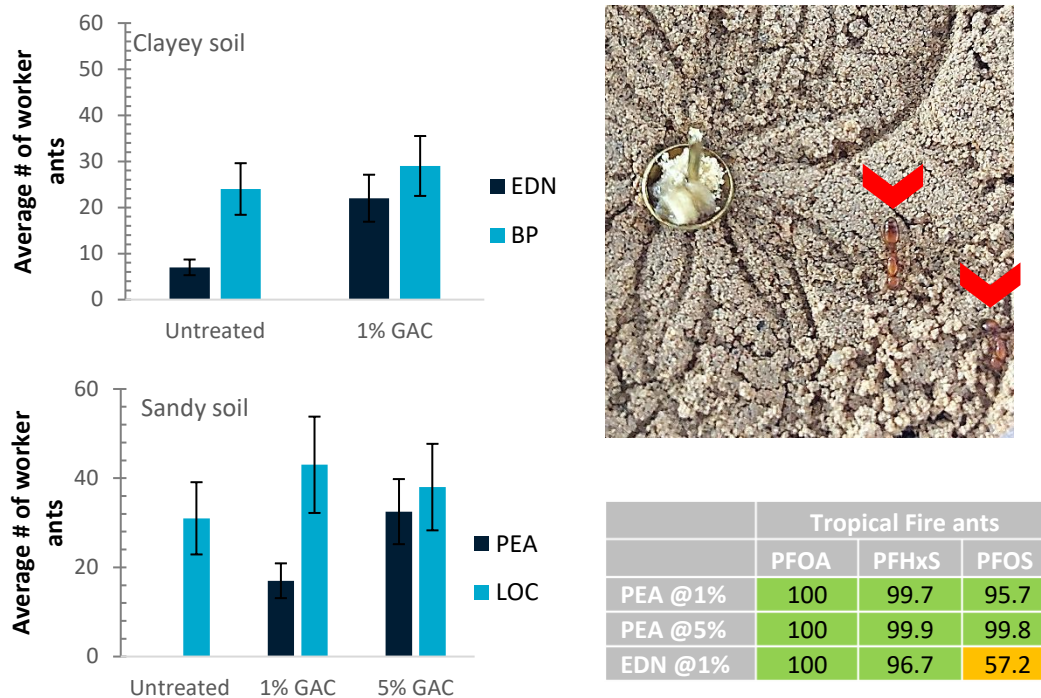 60
50
40
30
20
10
0
Average # of worker
ants
Clayey soil
Untreated
1% GAC
EDN
BP
60
40
20
0
Average # of worker
ants
Sandy soil
Untreated
1% GAC
5% GAC
PEA
LOC
Tropical Fire ants
PFOA PFHxS PFOS
PEA @1% 100 99.7 95.7
PEA @5% 100 99.9 99.8
EDN @1% 100 96.7 57.2